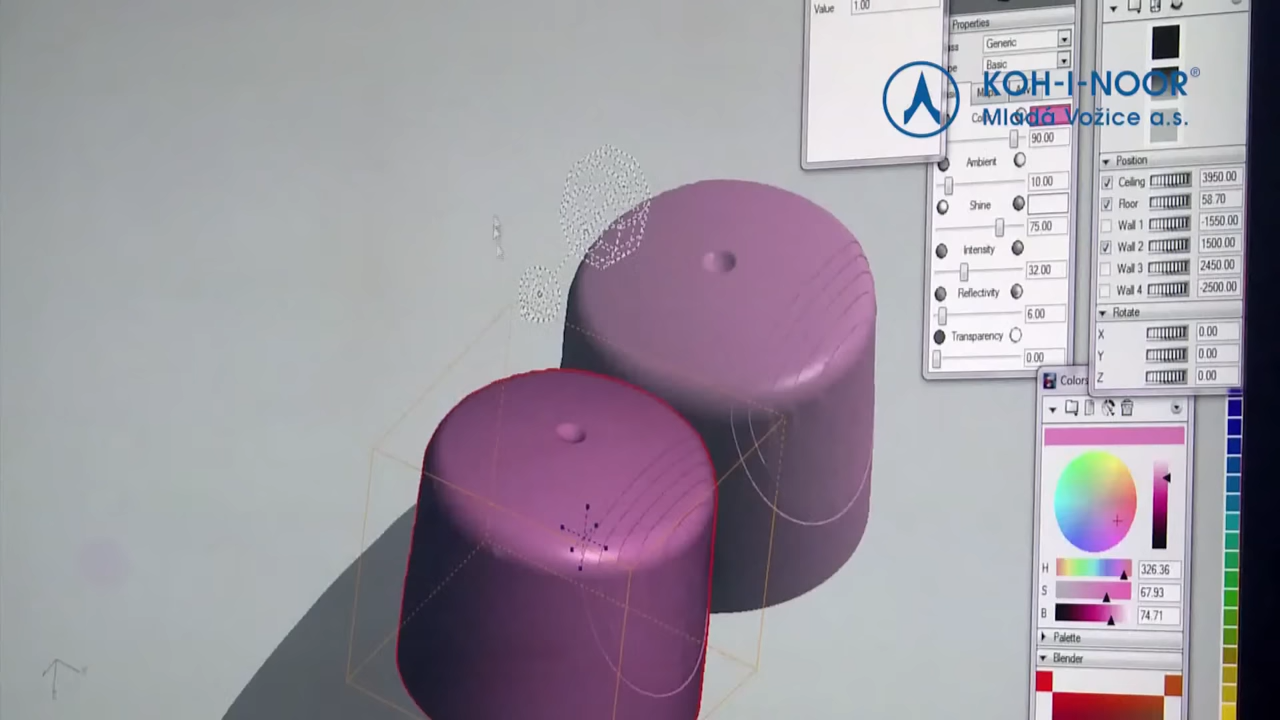 Value 1.00
Properties
Generic
Basic
KOH-I-NOOR®
Mladá Vožice a.s.
90.00
Ambient
10.00
Shine
75.00
Intensity
32.00
Reflectivity
6.00
Transparency
0.00
Position
Ceiling 3950.00
Floor 58.70
Wall 1 -1550.00
Wall 2 1500.00
Wall 3 2450.00
Wall 4 -2500.00
Rotate
X 0.00
Y 0.00
Z 0.00
Colors
H 326.36
S 67.93
B 74.71
Palette
Blender